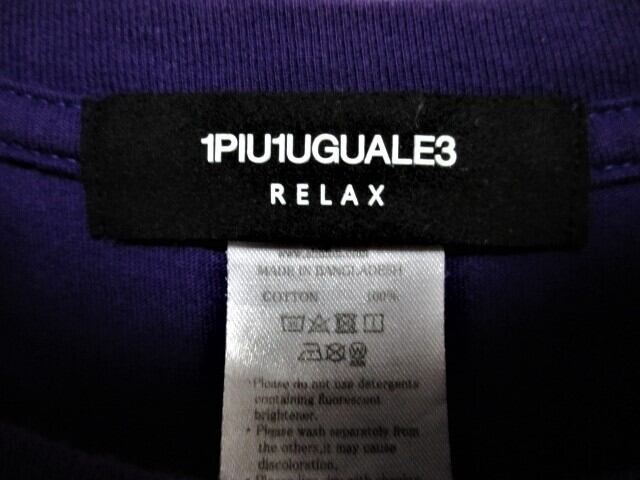 1PIU1UGUALE3
RELAX
MADE IN BANGLADESH
COTTON 100%
Please do not use detergents
containing fluorescent
brightener.
* Please wash separately from
the others,it may cause
discoloration.